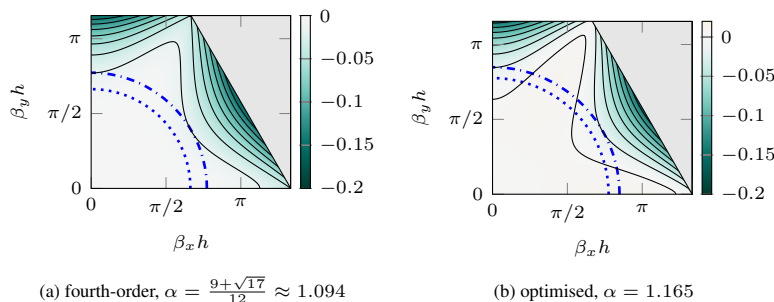 0
π
−0.05
β_y h
−0.1
π/2
−0.15
0
−0.2
0
π/2
π
β_x h
(a) fourth-order, α = (9+√17)/12 ≈ 1.094
π
0
−0.05
β_y h
π/2
−0.1
−0.15
0
−0.2
0
π/2
π
β_x h
(b) optimised, α = 1.165